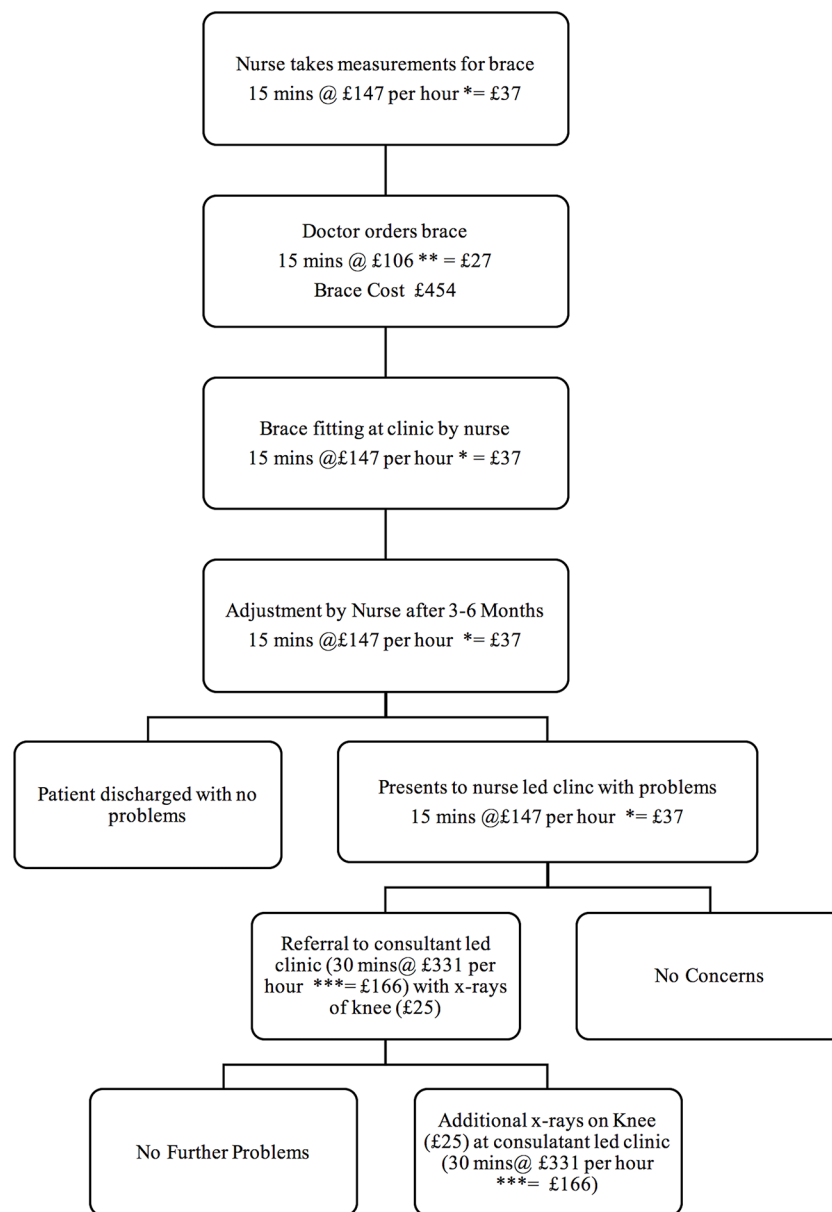 Nurse takes measurements for brace
15 mins @ £147 per hour *= £37
Doctor orders brace
15 mins @ £106 ** = £27
Brace Cost  £454
Brace fitting at clinic by nurse
15 mins @£147 per hour * = £37
Adjustment by Nurse after 3-6 Months
15 mins @£147 per hour  *= £37
Patient discharged with no
problems
Presents to nurse led clinc with problems
15 mins @£147 per hour  *= £37
Referral to consultant led
clinic (30 mins@ £331 per
hour  ***= £166) with x-rays
of knee (£25)
No Concerns
No Further Problems
Additional x-rays on Knee
(£25) at consulatant led clinic
(30 mins@ £331 per hour
***=  £166)